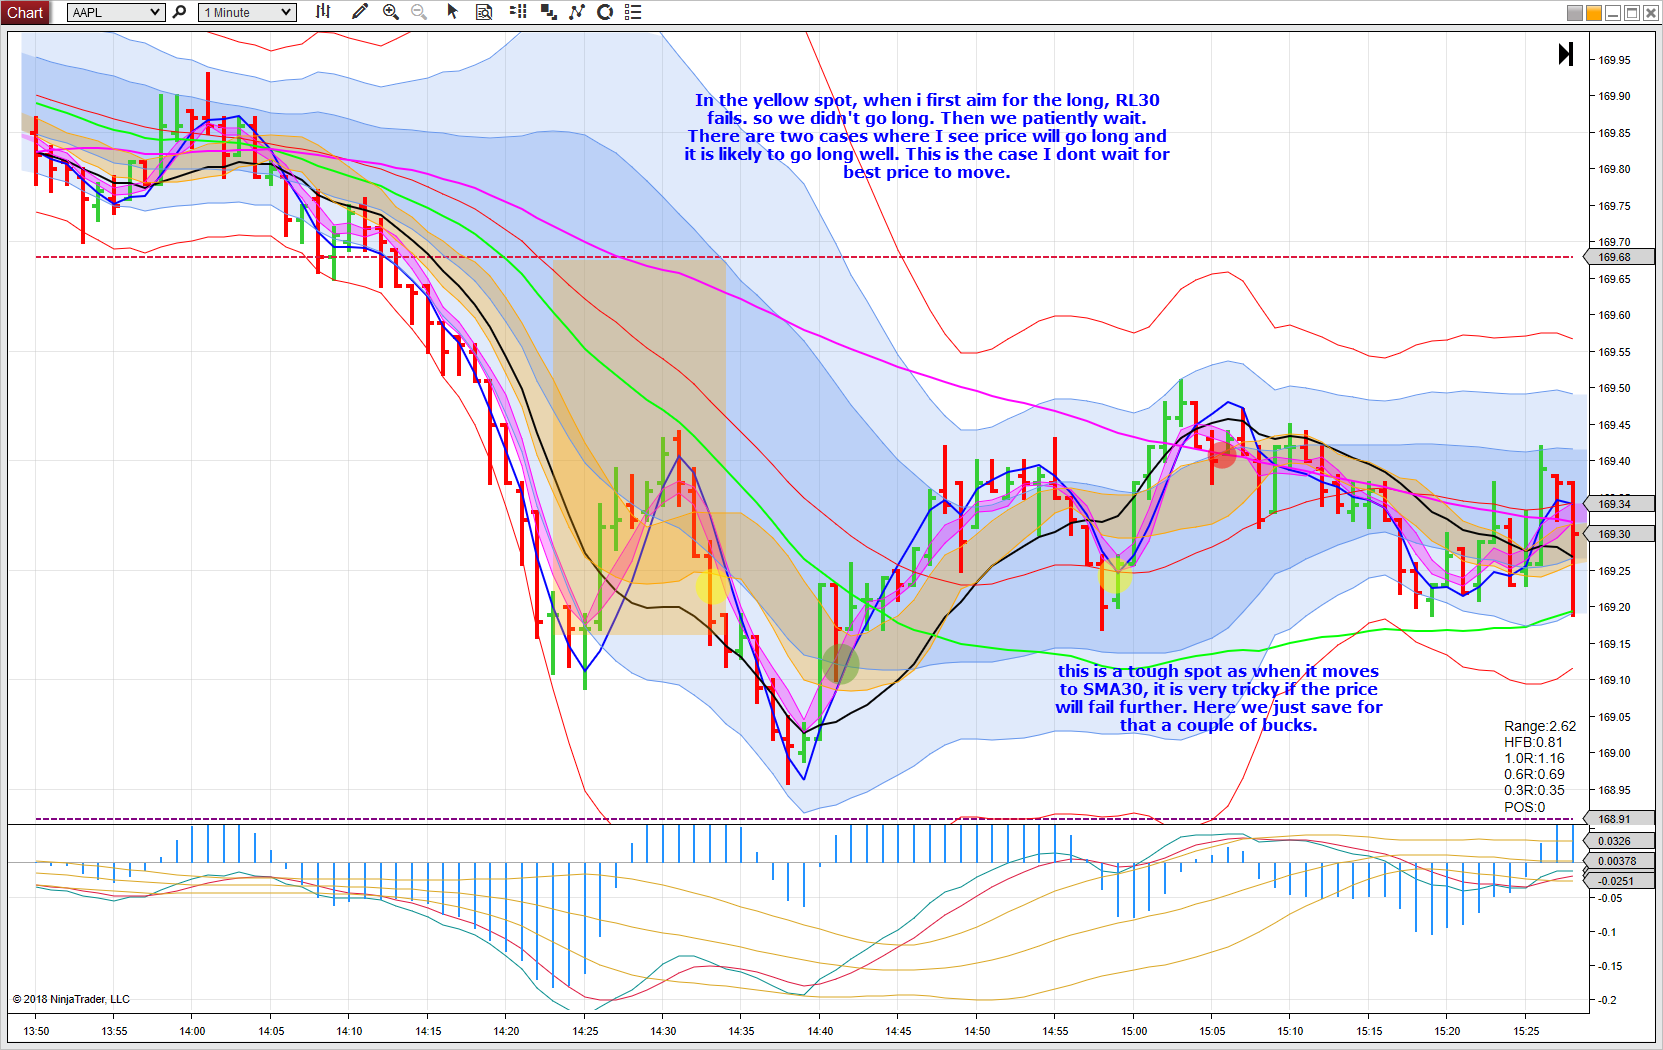 Chart
AAPL
1 Minute
In the yellow spot, when i first aim for the long, RL30
fails. so we didn't go long. Then we patiently wait.
There are two cases where I see price will go long and
it is likely to go long well. This is the case I dont wait for
best price to move.
this is a tough spot as when it moves
to SMA30, it is very tricky if the price
will fail further. Here we just save for
that a couple of bucks.
Range:2.62
HFB:0.81
1.0R:1.16
0.6R:0.69
0.3R:0.35
POS:0
169.95
169.90
169.85
169.80
169.75
169.70
169.68
169.65
169.60
169.55
169.50
169.45
169.40
169.34
169.30
169.25
169.20
169.15
169.10
169.05
169.00
168.95
168.91
0.0326
0.00378
-0.0251
-0.05
-0.1
-0.15
-0.2
© 2018 NinjaTrader, LLC
13:50 13:55 14:00 14:05 14:10 14:15 14:20 14:25 14:30 14:35 14:40 14:45 14:50 14:55 15:00 15:05 15:10 15:15 15:20 15:25